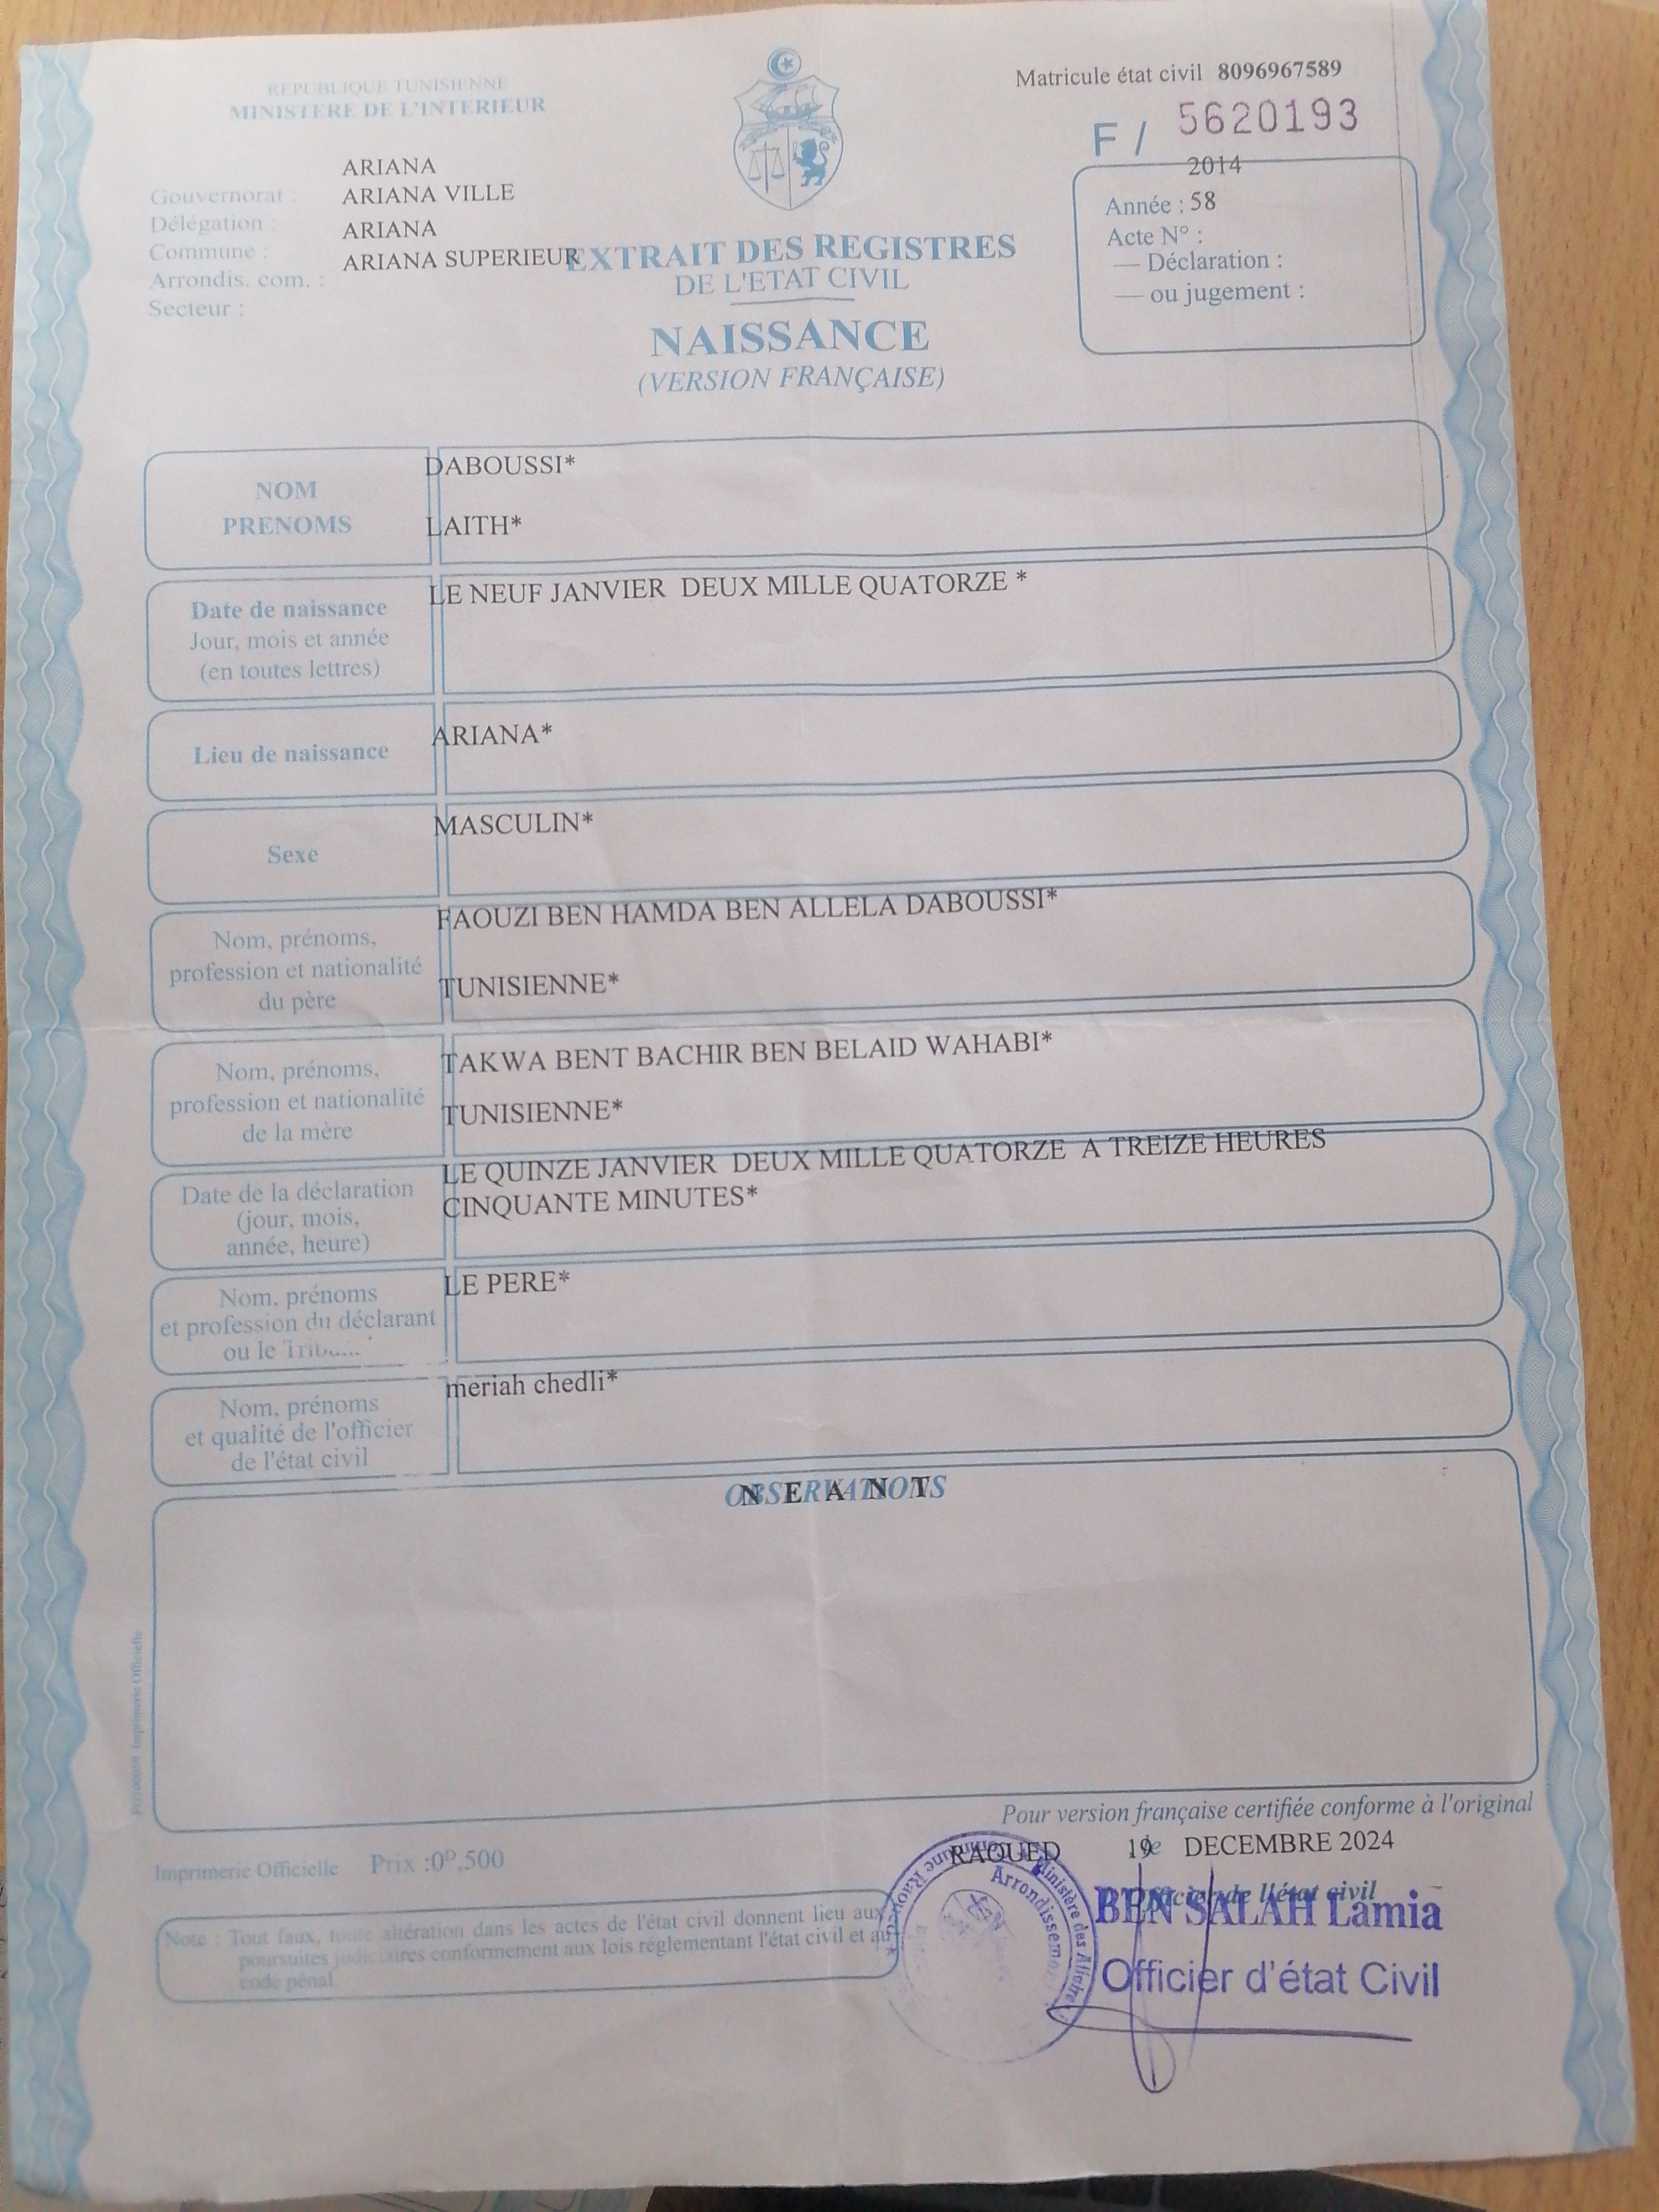 REPUBLIQUE TUNISIENNE
MINISTERE DE L'INTERIEUR
Matricule état civil 8096967589
F / 5620193
ARIANA
Gouvernorat : ARIANA VILLE
Délégation :
Commune : ARIANA
Arrondis. com. : ARIANA SUPERIEUR
Secteur :
2014
Année : 58
Acte N° :
— Déclaration :
— ou jugement :
EXTRAIT DES REGISTRES
DE L'ETAT CIVIL
NAISSANCE
(VERSION FRANÇAISE)
NOM
PRENOMS
DABOUSSI*
LAITH*
Date de naissance
Jour, mois et année
(en toutes lettres)
LE NEUF JANVIER DEUX MILLE QUATORZE *
Lieu de naissance
ARIANA*
Sexe
MASCULIN*
Nom, prénoms,
profession et nationalité
du père
FAOUZI BEN HAMDA BEN ALLELA DABOUSSI*
TUNISIENNE*
Nom, prénoms,
profession et nationalité
de la mère
TAKWA BENT BACHIR BEN BELAID WAHABI*
TUNISIENNE*
Date de la déclaration
(jour, mois,
année, heure)
LE QUINZE JANVIER DEUX MILLE QUATORZE A TREIZE HEURES
CINQUANTE MINUTES*
Nom, prénoms
et profession du déclarant
ou le
LE PERE*
Nom, prénoms
et qualité de l'officier
de l'état civil
meriah chedli*
OBSERVATIONS
N E A N T
Imprimerie Officielle
Pour version française certifiée conforme à l'original
RAOUED 19 le DECEMBRE 2024
Imprimerie Officielle Prix :0D,500
Officier de l'état civil
BEN SALAH Lamia
Officier d'état Civil
Note : Tout faux, toute altération dans les actes de l'état civil donnent lieu aux
poursuites judiciaires conformement aux lois réglementant l'état civil et au
code pénal